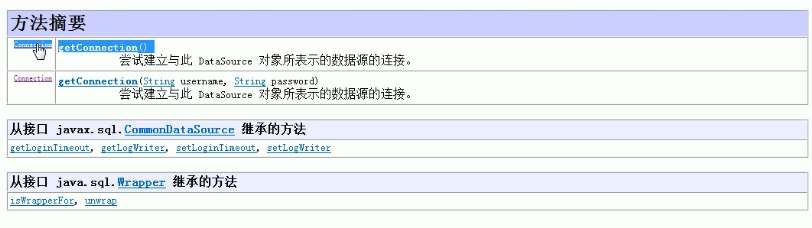 方法摘要
Connection getConnection()
尝试建立与此 DataSource 对象所表示的数据源的连接。
Connection getConnection(String username, String password)
尝试建立与此 DataSource 对象所表示的数据源的连接。
从接口 javax.sql.CommonDataSource 继承的方法
getLoginTimeout, getLogWriter, setLoginTimeout, setLogWriter
从接口 java.sql.Wrapper 继承的方法
isWrapperFor, unwrap